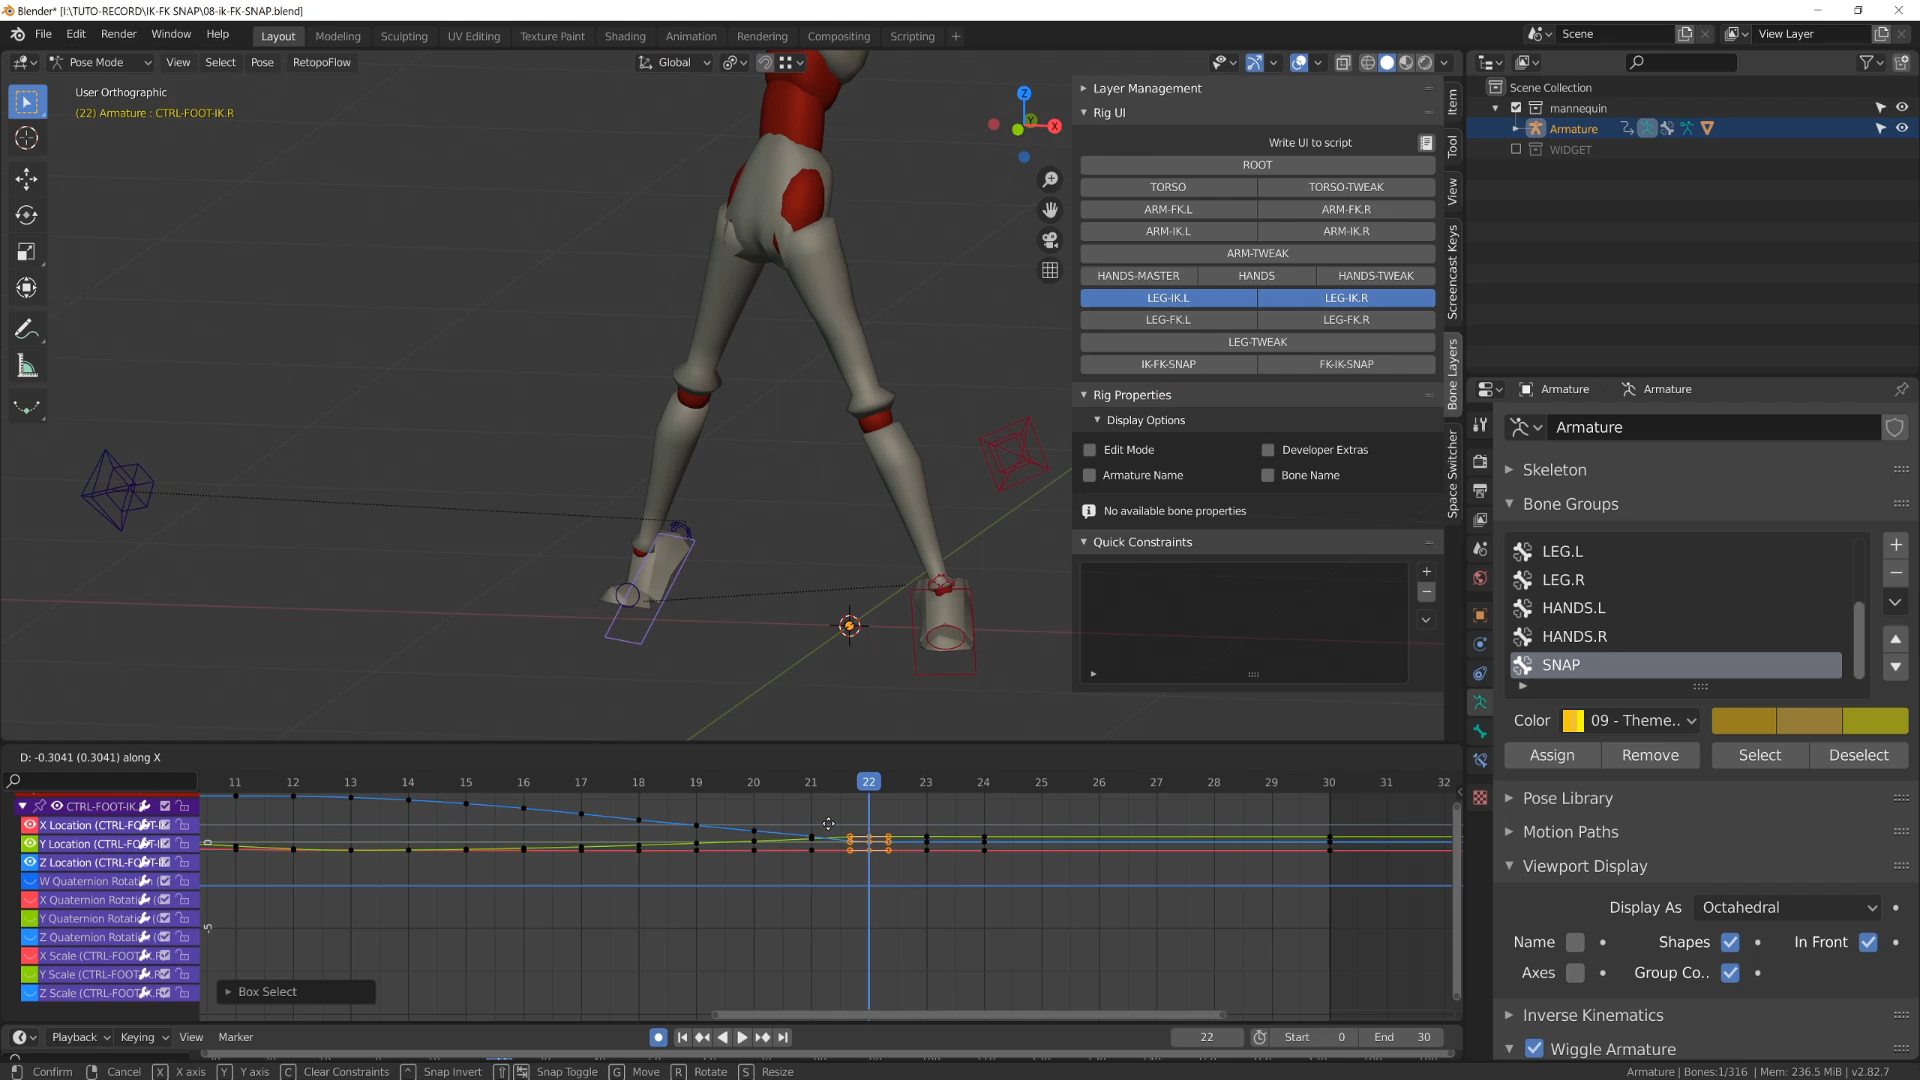 Blender* [I:\TUTO-RECORD\IK-FK SNAP\08-ik-FK-SNAP.blend]
File Edit Render Window Help
Layout Modeling Sculpting UV Editing Texture Paint Shading Animation Rendering Compositing Scripting +
Scene
View Layer
Pose Mode View Select Pose RetopoFlow
Global
User Orthographic
(22) Armature : CTRL-FOOT-IK.R
Z
Y
X
Layer Management
Rig UI
Write UI to script
ROOT
TORSO TORSO-TWEAK
ARM-FK.L ARM-FK.R
ARM-IK.L ARM-IK.R
ARM-TWEAK
HANDS-MASTER HANDS HANDS-TWEAK
LEG-IK.L LEG-IK.R
LEG-FK.L LEG-FK.R
LEG-TWEAK
IK-FK-SNAP FK-IK-SNAP
Rig Properties
Display Options
Edit Mode Developer Extras
Armature Name Bone Name
No available bone properties
Quick Constraints
Item
Tool
View
Screencast Keys
Bone Layers
Space Switcher
Scene Collection
mannequin
Armature
WIDGET
Armature Armature
Armature
Skeleton
Bone Groups
LEG.L
LEG.R
HANDS.L
HANDS.R
SNAP
Color 09 - Theme..
Assign Remove Select Deselect
Pose Library
Motion Paths
Viewport Display
Display As Octahedral
Name Shapes In Front
Axes Group Co..
Inverse Kinematics
Wiggle Armature
D: -0.3041 (0.3041) along X
11 12 13 14 15 16 17 18 19 20 21 22 23 24 25 26 27 28 29 30 31 32
0
-5
CTRL-FOOT-IK.
X Location (CTRL-FOOT-IK
Y Location (CTRL-FOOT-IK
Z Location (CTRL-FOOT-IK
W Quaternion Rotation (
X Quaternion Rotatio
Y Quaternion Rotatio
Z Quaternion Rotatio
X Scale (CTRL-FOOT
Y Scale (CTRL-FOOT
Z Scale (CTRL-FOOT
Box Select
Playback Keying View Marker
22 Start 0 End 30
Confirm Cancel X X axis Y Y axis C Clear Constraints ^ Snap Invert Snap Toggle G Move R Rotate S Resize
Armature | Bones:1/316 | Mem: 236.5 MiB | v2.82.7